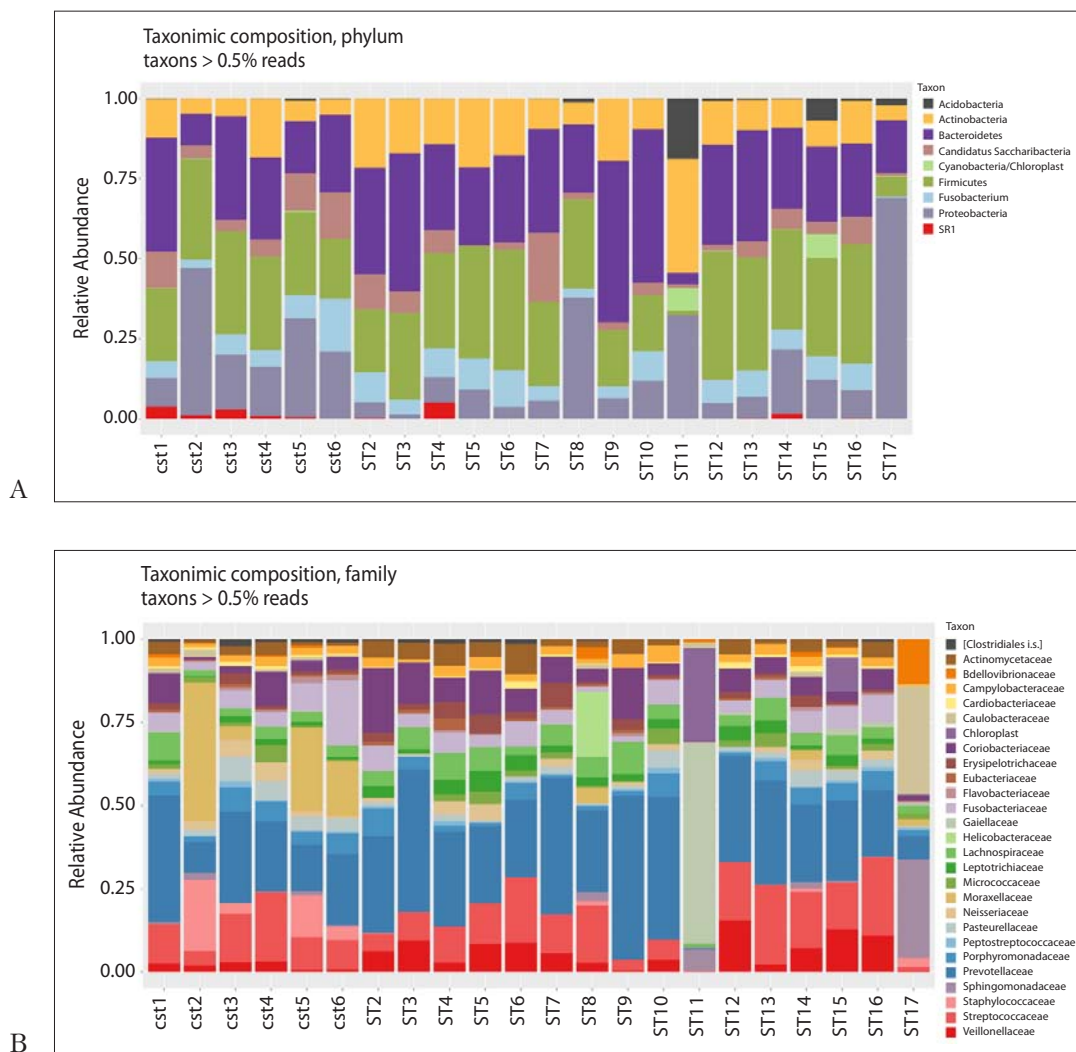 Taxonimic composition, phylum
taxons > 0.5% reads
Relative Abundance
1.00
0.75
0.50
0.25
0.00
cst1 cst2 cst3 cst4 cst5 cst6 ST2 ST3 ST4 ST5 ST6 ST7 ST8 ST9 ST10 ST11 ST12 ST13 ST14 ST15 ST16 ST17
Taxon
Acidobacteria
Actinobacteria
Bacteroidetes
Candidatus Saccharibacteria
Cyanobacteria/Chloroplast
Firmicutes
Fusobacterium
Proteobacteria
SR1
A
Taxonimic composition, family
taxons > 0.5% reads
Relative Abundance
1.00
0.75
0.50
0.25
0.00
cst1 cst2 cst3 cst4 cst5 cst6 ST2 ST3 ST4 ST5 ST6 ST7 ST8 ST9 ST10 ST11 ST12 ST13 ST14 ST15 ST16 ST17
Taxon
[Clostridiales i.s.]
Actinomycetaceae
Bdellovibrionaceae
Campylobacteraceae
Cardiobacteriaceae
Caulobacteraceae
Chloroplast
Coriobacteriaceae
Erysipelotrichaceae
Eubacteriaceae
Flavobacteriaceae
Fusobacteriaceae
Gaiellaceae
Helicobacteraceae
Lachnospiraceae
Leptotrichiaceae
Micrococcaceae
Moraxellaceae
Neisseriaceae
Pasteurellaceae
Peptostreptococcaceae
Porphyromonadaceae
Prevotellaceae
Sphingomonadaceae
Staphylococcaceae
Streptococcaceae
Veillonellaceae
B